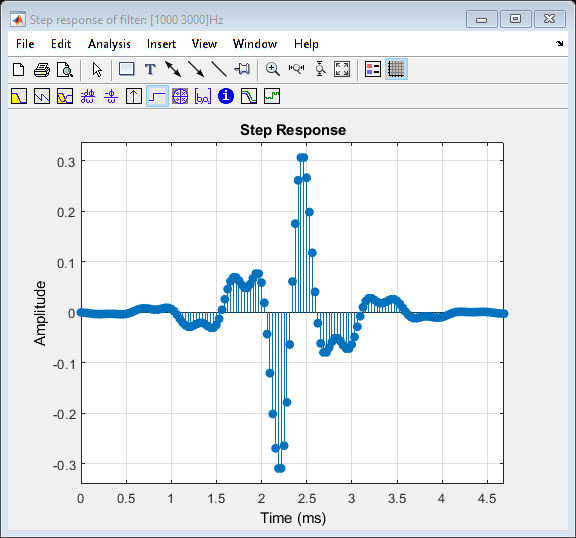 Step response of filter: [1000 3000]Hz
File Edit Analysis Insert View Window Help
Step Response
0.3
0.2
0.1
0
-0.1
-0.2
-0.3
Amplitude
0 0.5 1 1.5 2 2.5 3 3.5 4 4.5
Time (ms)